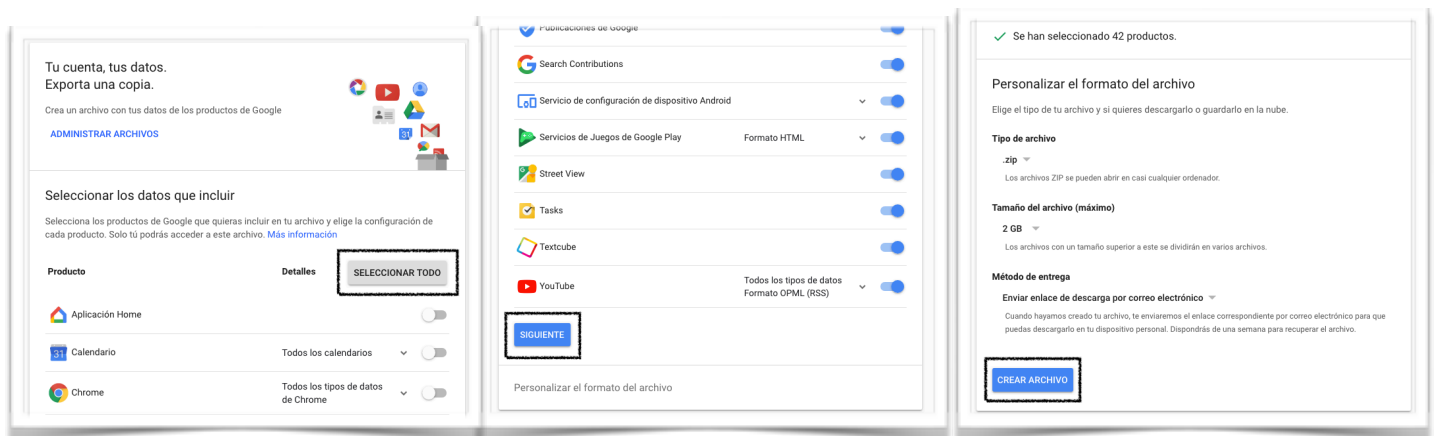 Tu cuenta, tus datos.
Exporta una copia.
Crea un archivo con tus datos de los productos de Google
ADMINISTRAR ARCHIVOS
31
Seleccionar los datos que incluir
Selecciona los productos de Google que quieras incluir en tu archivo y elige la configuración de
cada producto. Solo tú podrás acceder a este archivo. Más información
Producto Detalles SELECCIONAR TODO
Aplicación Home
31 Calendario Todos los calendarios
Chrome Todos los tipos de datos
de Chrome
Publicaciones de Google
Search Contributions
Servicio de configuración de dispositivo Android
Servicios de Juegos de Google Play Formato HTML
Street View
Tasks
Textcube
YouTube Todos los tipos de datos
Formato OPML (RSS)
SIGUIENTE
Personalizar el formato del archivo
Se han seleccionado 42 productos.
Personalizar el formato del archivo
Elige el tipo de tu archivo y si quieres descargarlo o guardarlo en la nube.
Tipo de archivo
.zip
Los archivos ZIP se pueden abrir en casi cualquier ordenador.
Tamaño del archivo (máximo)
2 GB
Los archivos con un tamaño superior a este se dividirán en varios archivos.
Método de entrega
Enviar enlace de descarga por correo electrónico
Cuando hayamos creado tu archivo, te enviaremos el enlace correspondiente por correo electrónico para que
puedas descargarlo en tu dispositivo personal. Dispondrás de una semana para recuperar el archivo.
CREAR ARCHIVO